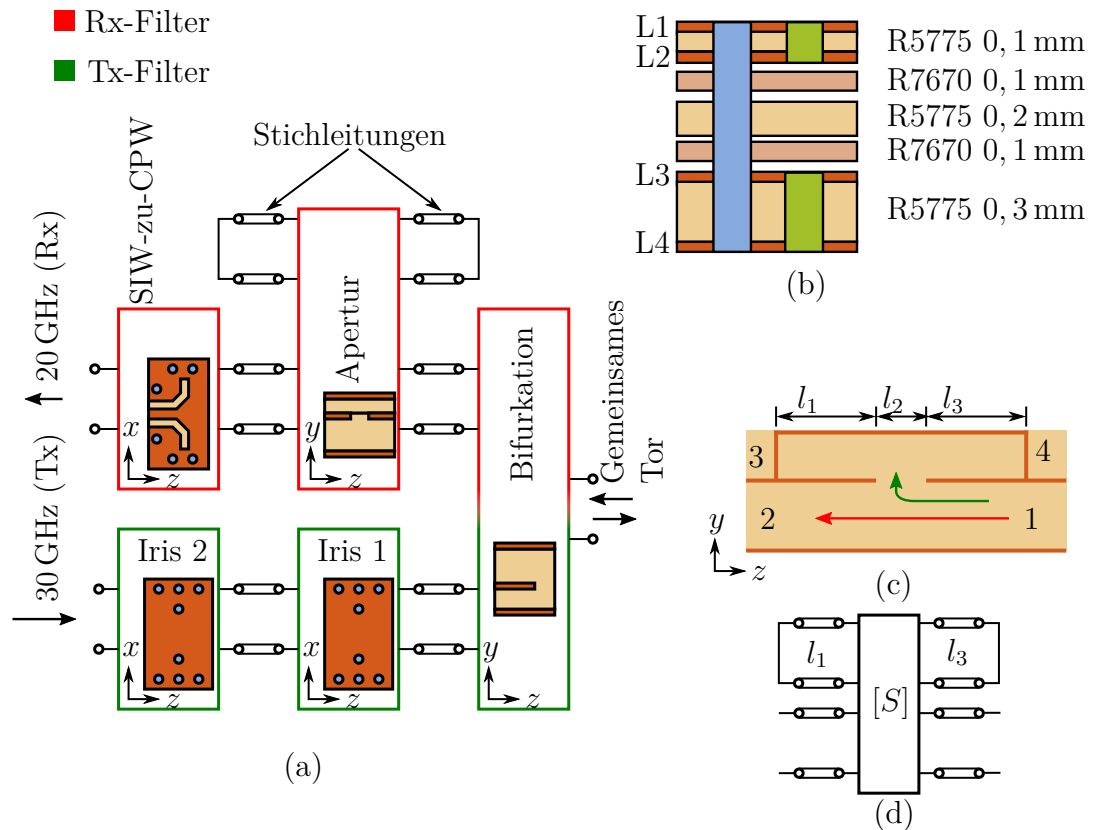 Rx-Filter
Tx-Filter
Stichleitungen
SIW-zu-CPW
20 GHz (Rx)
30 GHz (Tx)
Apertur
Bifurkation
Gemeinsames
Tor
x
z
y
z
Iris 2
Iris 1
x
z
x
z
y
z
(a)
L1
L2
L3
L4
R5775 0, 1 mm
R7670 0, 1 mm
R5775 0, 2 mm
R7670 0, 1 mm
R5775 0, 3 mm
(b)
l1
l2
l3
3
4
2
1
y
z
(c)
l1
l3
[S]
(d)